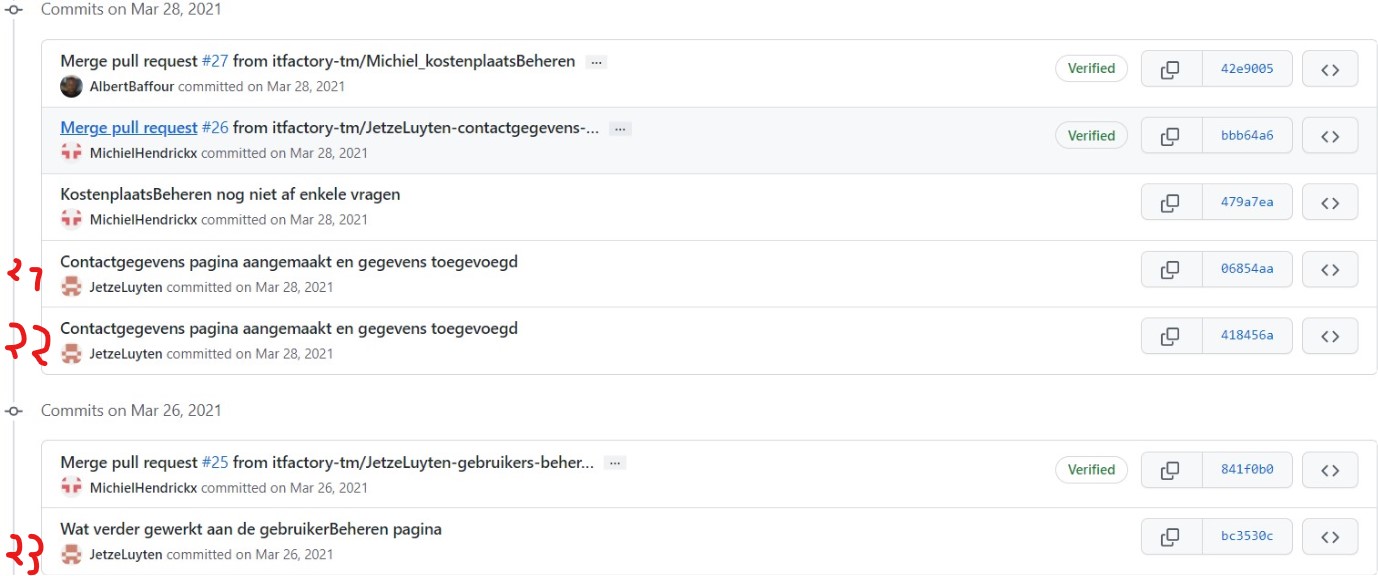 Commits on Mar 28, 2021
Merge pull request #27 from itfactory-tm/Michiel_kostenplaatsBeheren ...
Verified
42e9005
AlbertBaffour committed on Mar 28, 2021
Merge pull request #26 from itfactory-tm/JetzeLuyten-contactgegevens-... ...
Verified
bbb64a6
MichielHendrickx committed on Mar 28, 2021
KostenplaatsBeheren nog niet af enkele vragen
479a7ea
MichielHendrickx committed on Mar 28, 2021
21
Contactgegevens pagina aangemaakt en gegevens toegevoegd
06854aa
JetzeLuyten committed on Mar 28, 2021
22
Contactgegevens pagina aangemaakt en gegevens toegevoegd
418456a
JetzeLuyten committed on Mar 28, 2021
Commits on Mar 26, 2021
Merge pull request #25 from itfactory-tm/JetzeLuyten-gebruikers-beher... ...
Verified
841f0b0
MichielHendrickx committed on Mar 26, 2021
Wat verder gewerkt aan de gebruikerBeheren pagina
bc3530c
23
JetzeLuyten committed on Mar 26, 2021